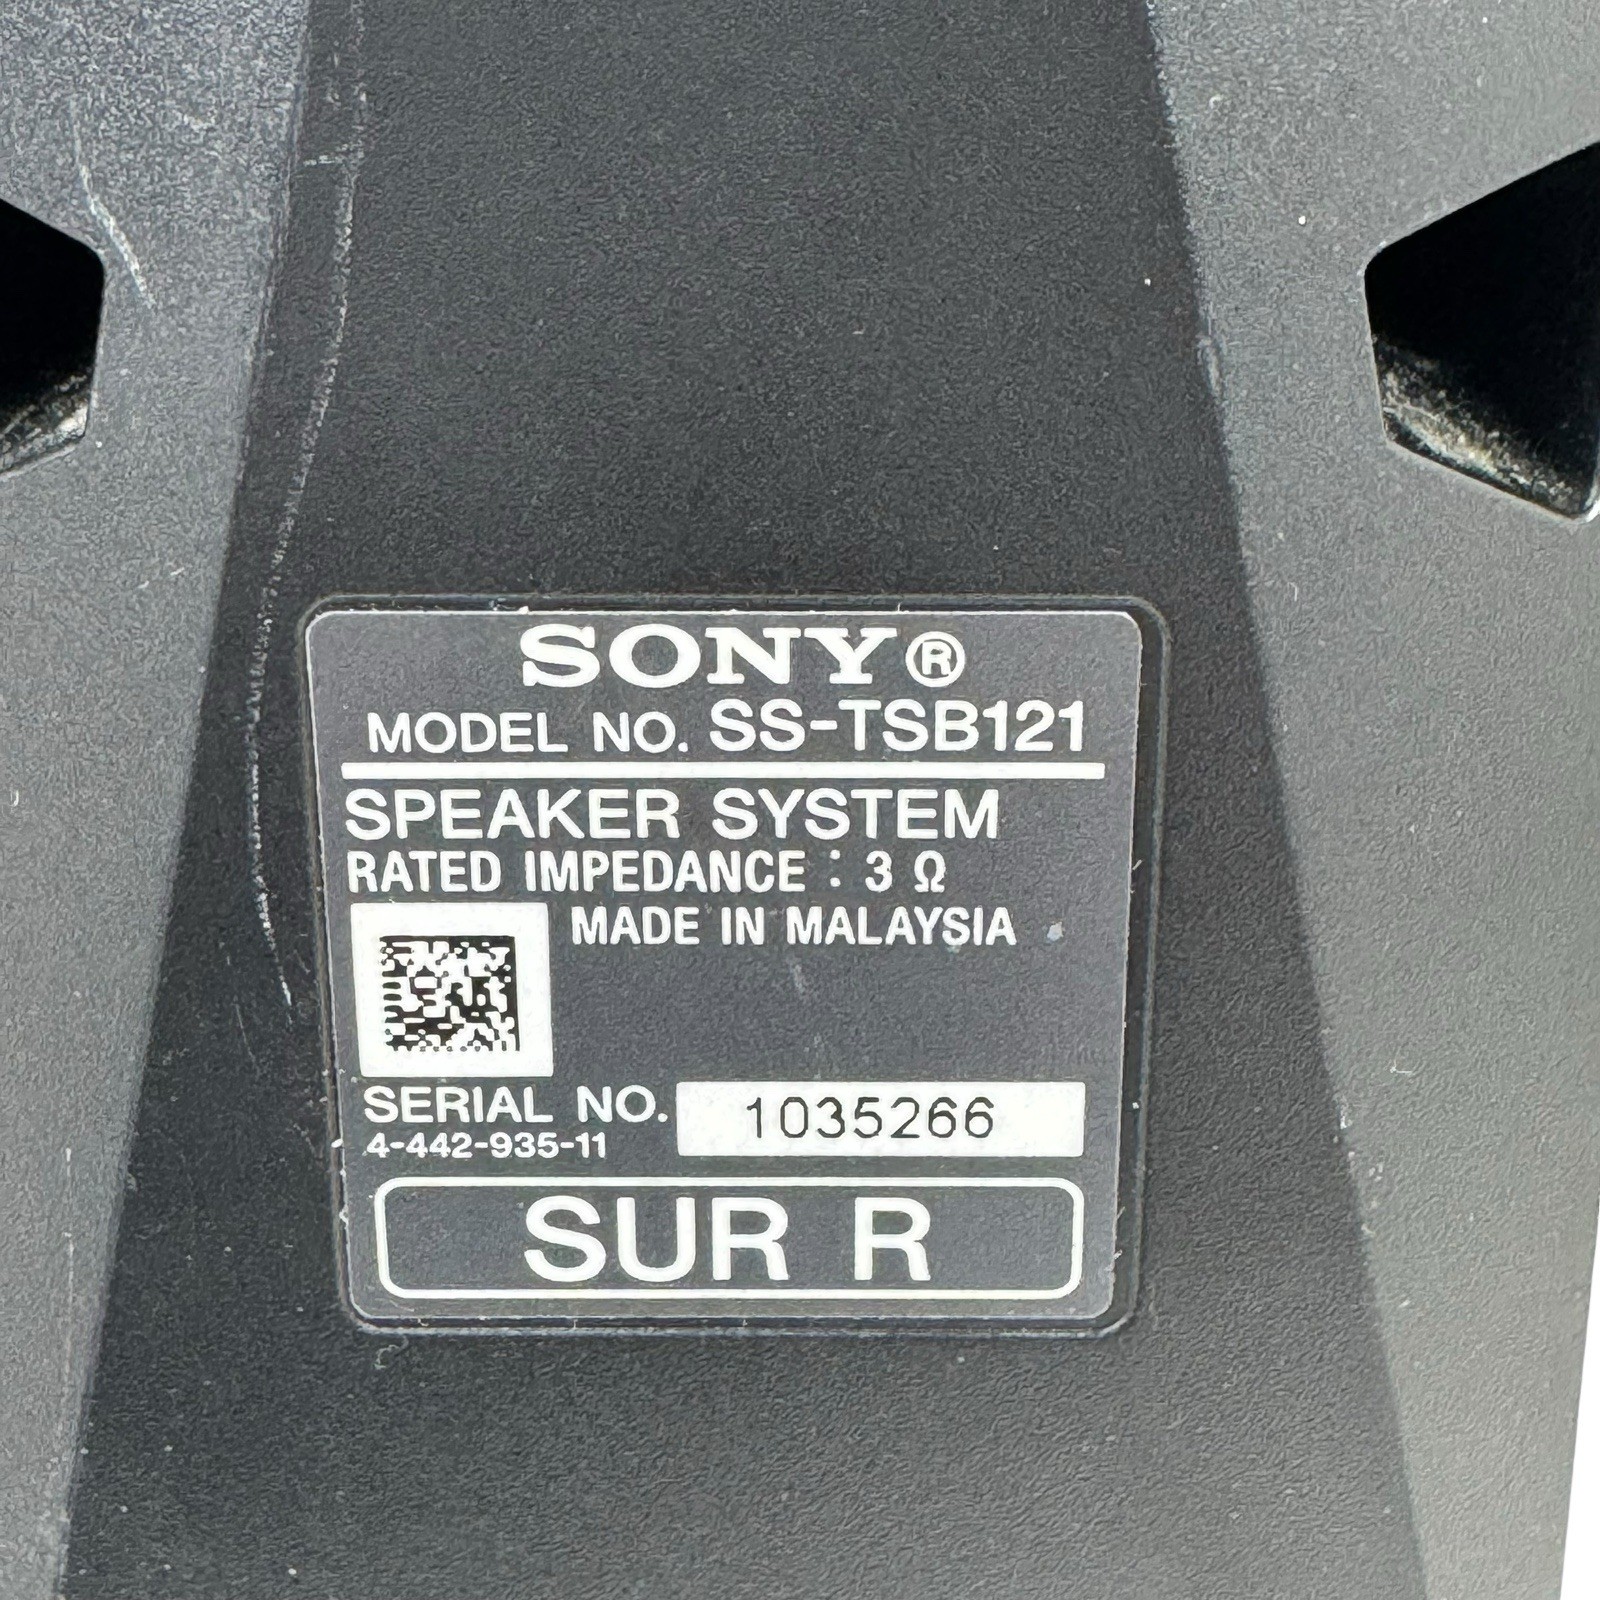 SONY®
MODEL NO. SS-TSB121
SPEAKER SYSTEM
RATED IMPEDANCE : 3 Ω
MADE IN MALAYSIA
SERIAL NO. 1035266
4-442-935-11
SUR R